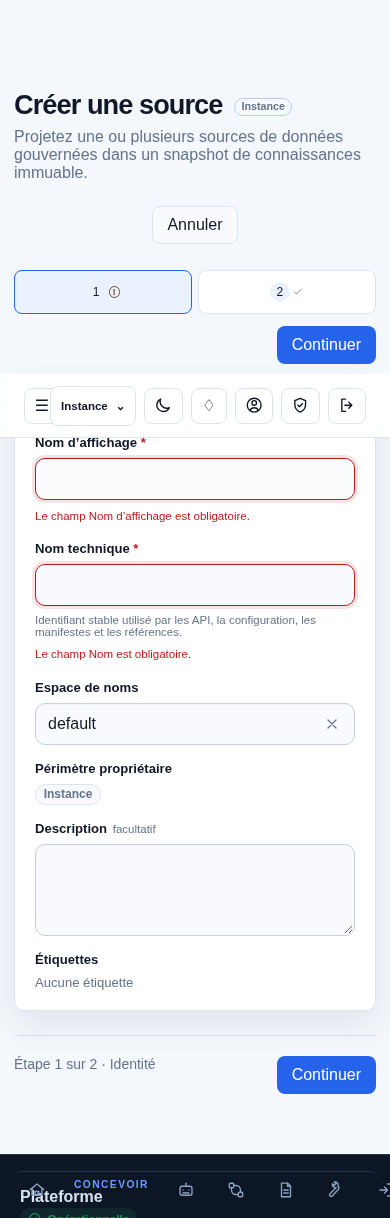 Créer une source Instance
Projetez une ou plusieurs sources de données
gouvernées dans un snapshot de connaissances
immuable.
Annuler
1
2
Continuer
Instance
Nom d’affichage *
Le champ Nom d’affichage est obligatoire.
Nom technique *
Identifiant stable utilisé par les API, la configuration, les
manifestes et les références.
Le champ Nom est obligatoire.
Espace de noms
default
Périmètre propriétaire
Instance
Description facultatif
Étiquettes
Aucune étiquette
Étape 1 sur 2 · Identité
Continuer
CONCEVOIR
Plateforme
Opérationnelle